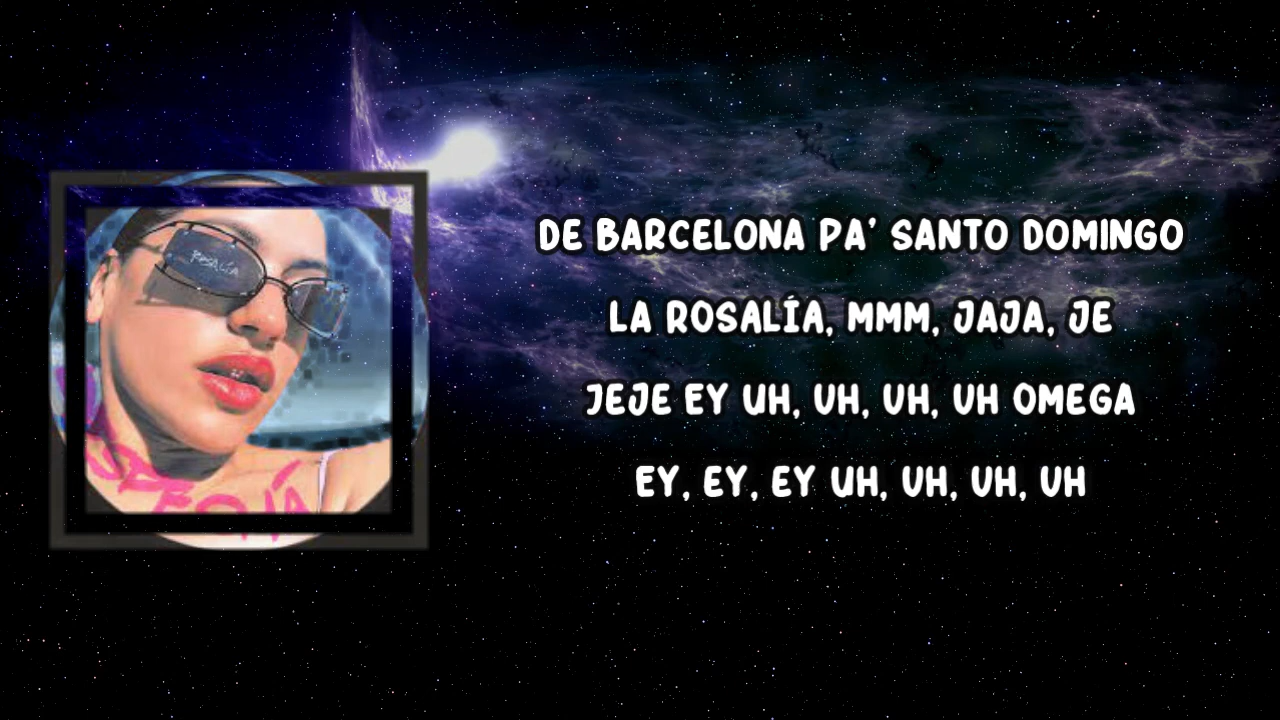 DE BARCELONA PA' SANTO DOMINGO
LA ROSALÍA, MMM, JAJA, JE
JEJE EY UH, UH, UH, UH OMEGA
EY, EY, EY UH, UH, UH, UH
ROSALÍA